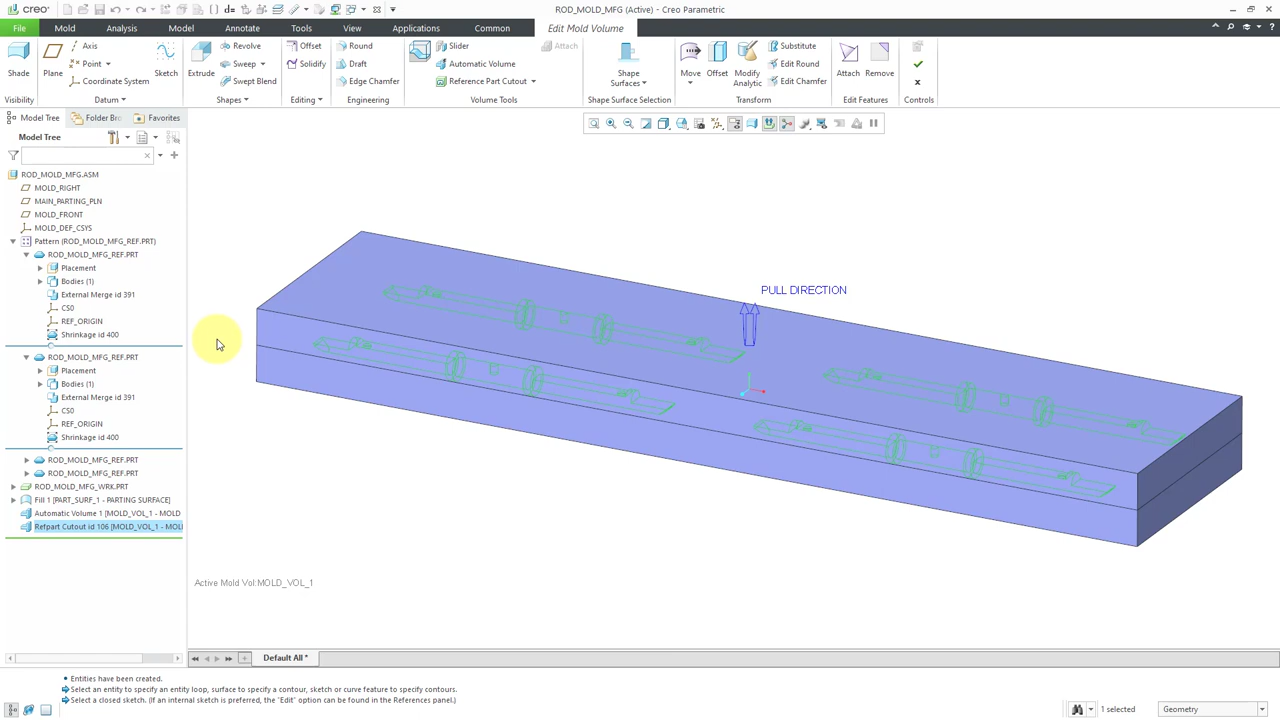 creo
ROD_MOLD_MFG (Active) - Creo Parametric
File
Mold
Analysis
Model
Annotate
Tools
View
Applications
Common
Edit Mold Volume
Shade
Plane
Axis
Point
Coordinate System
Sketch
Extrude
Revolve
Sweep
Swept Blend
Offset
Solidify
Round
Draft
Edge Chamfer
Slider
Attach
Automatic Volume
Reference Part Cutout
Shape
Surfaces
Move
Offset
Modify
Analytic
Substitute
Edit Round
Edit Chamfer
Attach
Remove
Visibility
Datum
Shapes
Editing
Engineering
Volume Tools
Shape Surface Selection
Transform
Edit Features
Controls
Model Tree
Folder Bro
Favorites
Model Tree
ROD_MOLD_MFG.ASM
MOLD_RIGHT
MAIN_PARTING_PLN
MOLD_FRONT
MOLD_DEF_CSYS
Pattern (ROD_MOLD_MFG_REF.PRT)
ROD_MOLD_MFG_REF.PRT
Placement
Bodies (1)
External Merge id 391
CS0
REF_ORIGIN
Shrinkage id 400
ROD_MOLD_MFG_REF.PRT
Placement
Bodies (1)
External Merge id 391
CS0
REF_ORIGIN
Shrinkage id 400
ROD_MOLD_MFG_REF.PRT
ROD_MOLD_MFG_REF.PRT
ROD_MOLD_MFG_WRK.PRT
Fill 1 [PART_SURF_1 - PARTING SURFACE]
Automatic Volume 1 [MOLD_VOL_1 - MOLD
Refpart Cutout id 106 [MOLD_VOL_1 - MOL
PULL DIRECTION
Active Mold Vol:MOLD_VOL_1
Default All *
Entities have been created.
Select an entity to specify an entity loop, surface to specify a contour, sketch or curve feature to specify contours.
Select a closed sketch. (If an internal sketch is preferred, the 'Edit' option can be found in the References panel.)
1 selected
Geometry